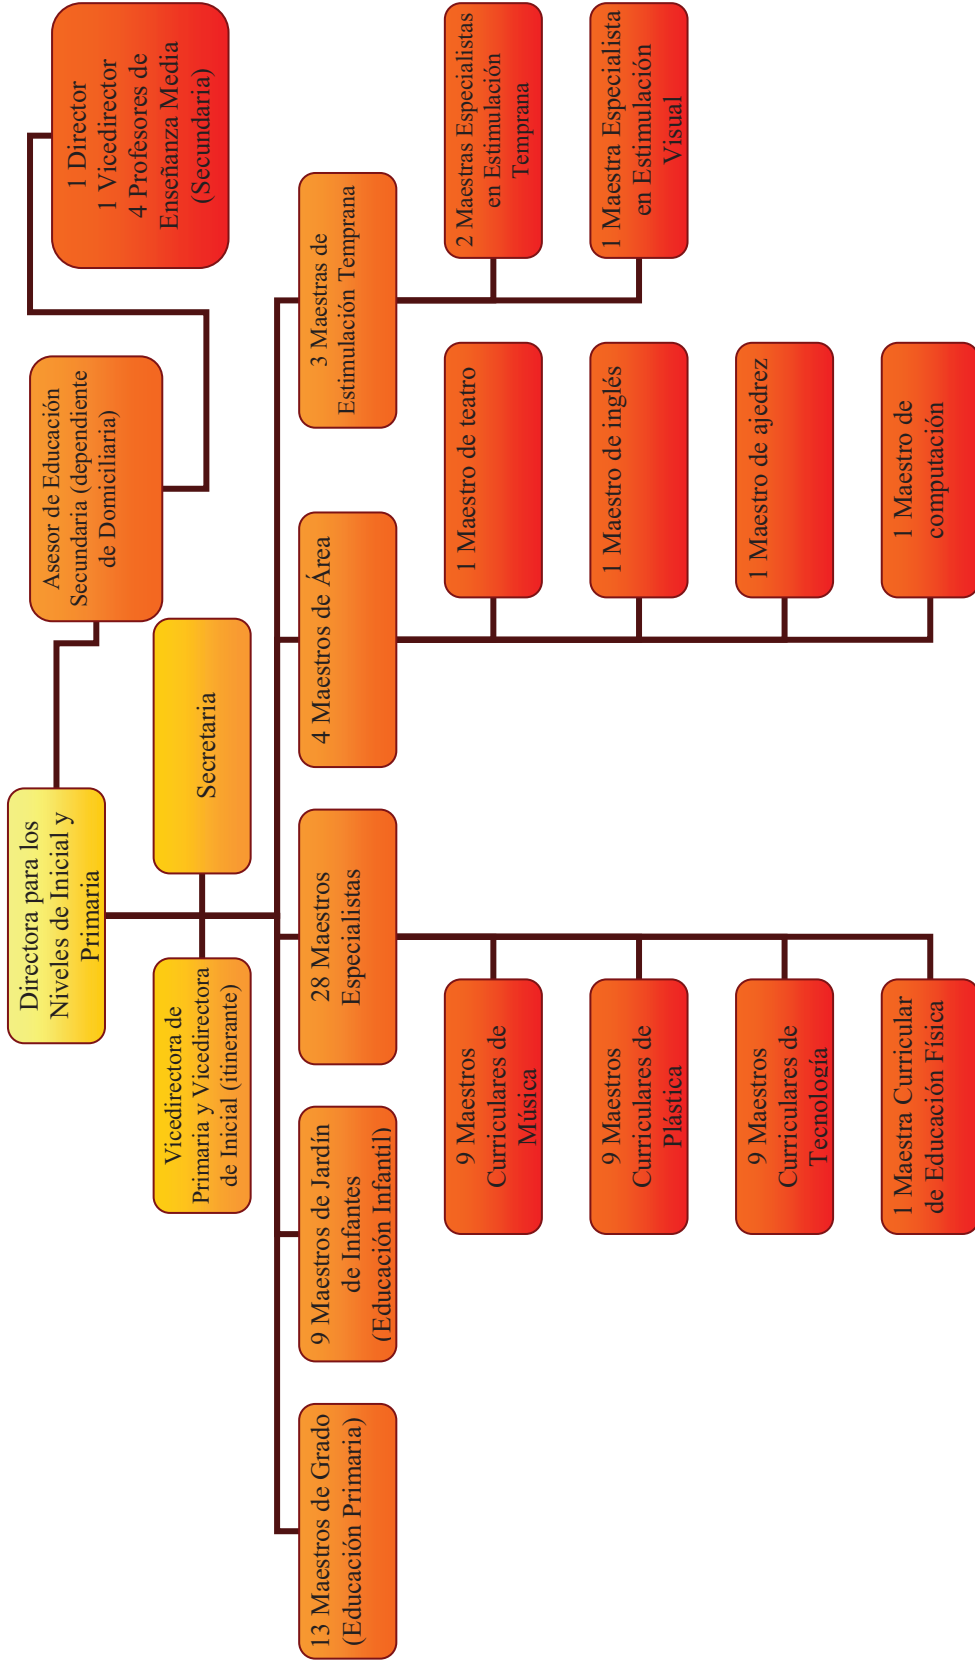 Directora para los
Niveles de Inicial y
Primaria
Asesor de Educación
Secundaria (dependiente
de Domiciliaria)
1 Director
1 Vicedirector
4 Profesores de
Enseñanza Media
(Secundaria)
Vicedirectora de
Primaria y Vicedirectora
de Inicial (itinerante)
Secretaria
13 Maestros de Grado
(Educación Primaria)
9 Maestros de Jardín
de Infantes
(Educación Infantil)
28 Maestros
Especialistas
9 Maestros
Curriculares de
Música
9 Maestros
Curriculares de
Plástica
9 Maestros
Curriculares de
Tecnología
1 Maestra Curricular
de Educación Física
4 Maestros de Área
1 Maestro de teatro
1 Maestro de inglés
1 Maestro de ajedrez
1 Maestro de
computación
3 Maestras de
Estimulación Temprana
2 Maestras Especialistas
en Estimulación
Temprana
1 Maestra Especialista
en Estimulación
Visual